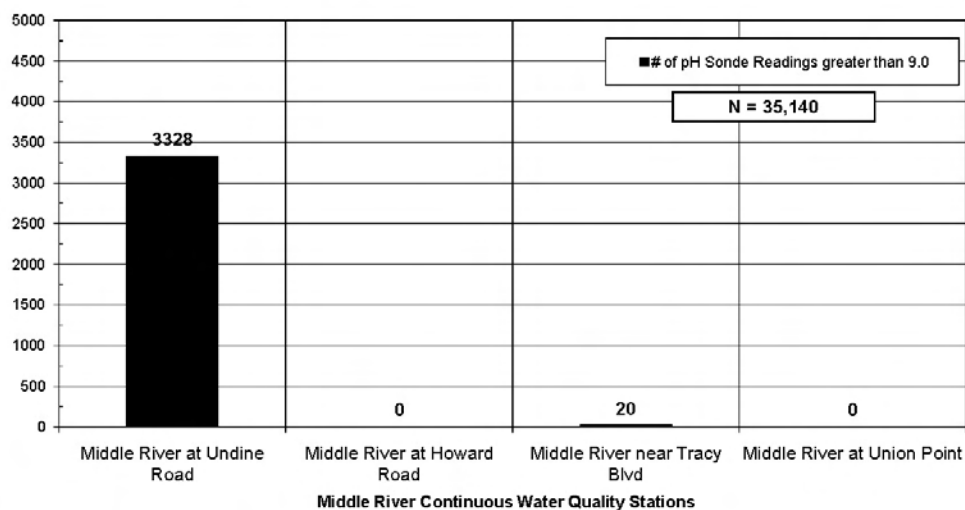 5000
4500
4000
3500
3000
2500
2000
1500
1000
500
0
# of pH Sonde Readings greater than 9.0
N = 35,140
3328
0
20
0
Middle River at Undine
Road
Middle River at Howard
Road
Middle River near Tracy
Blvd
Middle River at Union Point
Middle River Continuous Water Quality Stations